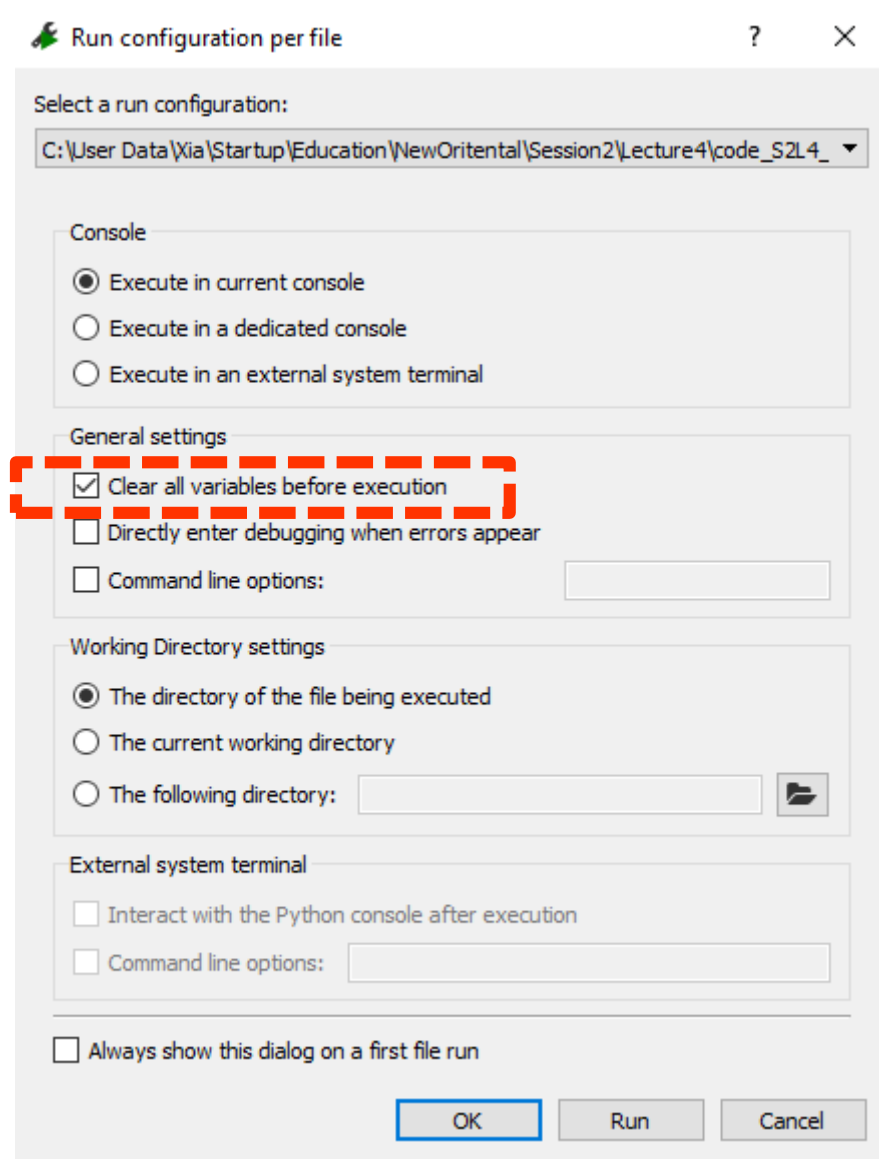 Run configuration per file
?
Select a run configuration:
C:\User Data\Xia\Startup\Education\NewOritental\Session2\Lecture4\code_S2L4_
Console
Execute in current console
Execute in a dedicated console
Execute in an external system terminal
General settings
Clear all variables before execution
Directly enter debugging when errors appear
Command line options:
Working Directory settings
The directory of the file being executed
The current working directory
The following directory:
External system terminal
Interact with the Python console after execution
Command line options:
Always show this dialog on a first file run
OK Run Cancel